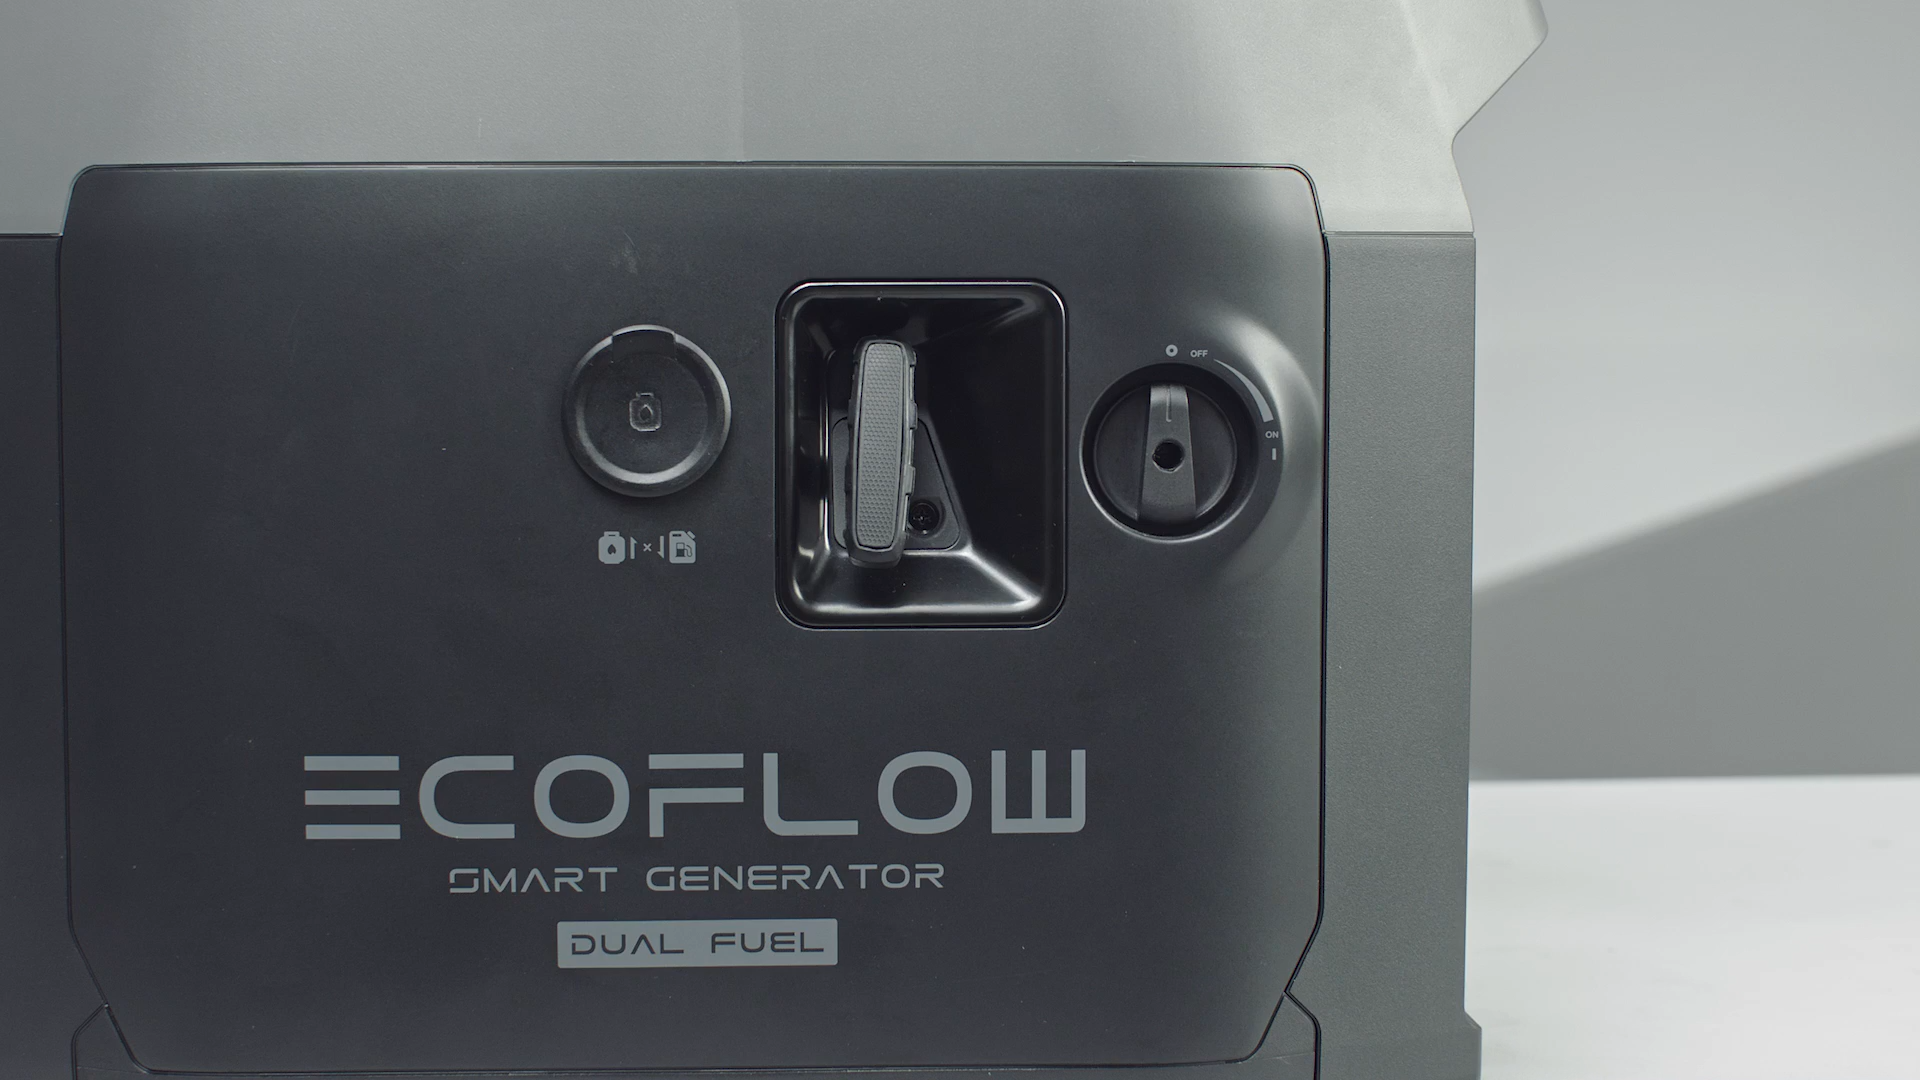 OFF
ON
ECOFLOW
SMART GENERATOR
DUAL FUEL